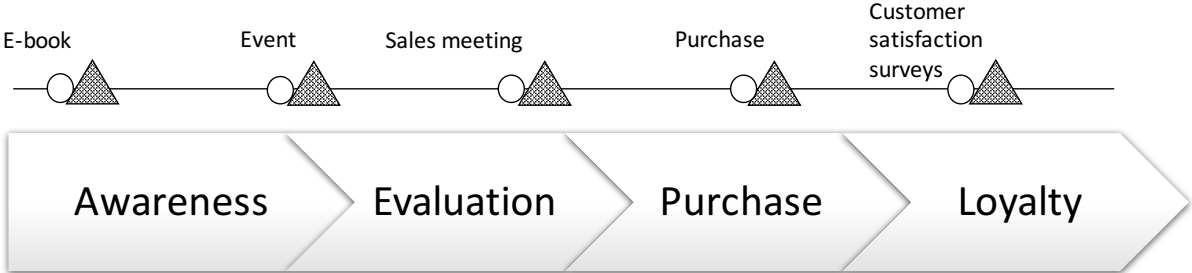 E-book
Event
Sales meeting
Purchase
Customer
satisfaction
surveys
Awareness
Evaluation
Purchase
Loyalty